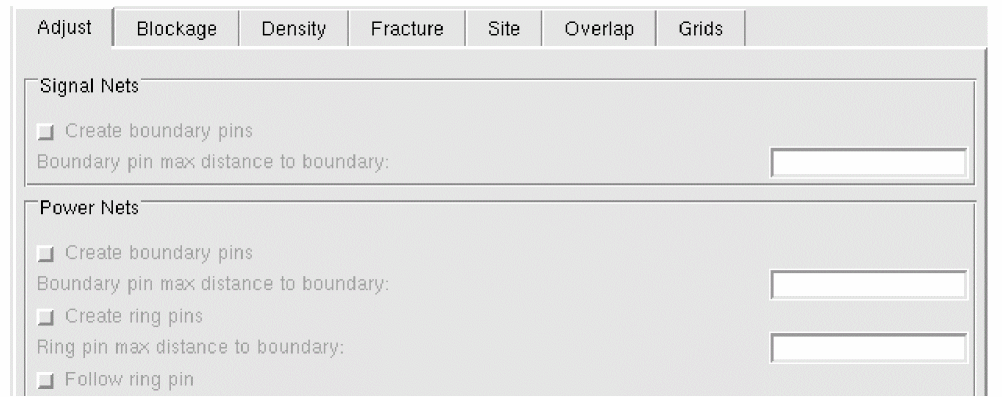 Adjust Blockage Density Fracture Site Overlap Grids
Signal Nets
Create boundary pins
Boundary pin max distance to boundary:
Power Nets
Create boundary pins
Boundary pin max distance to boundary:
Create ring pins
Ring pin max distance to boundary:
Follow ring pin